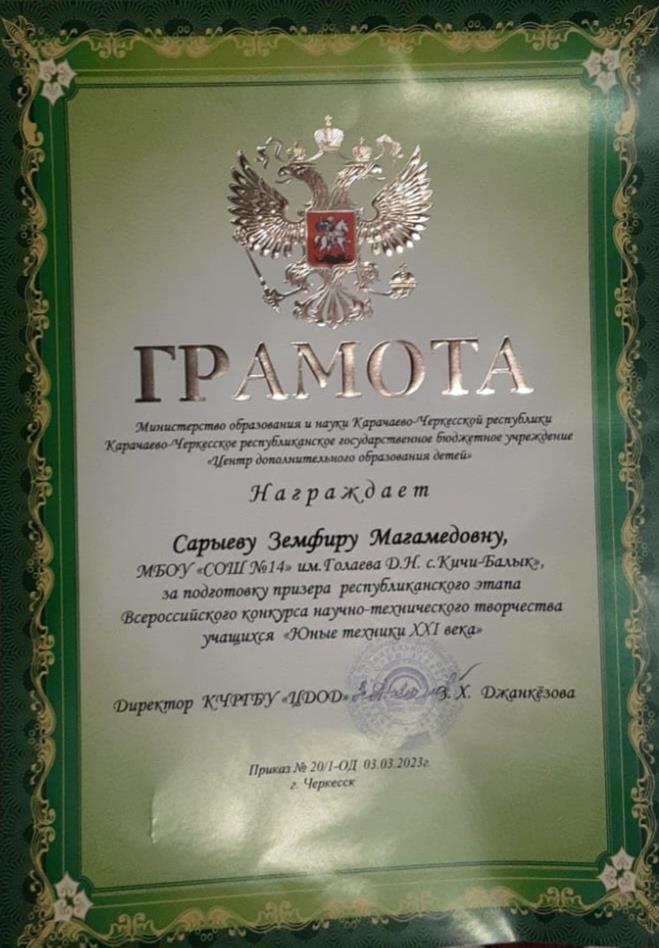 ГРАМОТА
Министерство образования и науки Карачаево-Черкесской республики
Карачаево-Черкесское республиканское государственное бюджетное учреждение
«Центр дополнительного образования детей»
Награждает
Сарыеву Земфиру Магамедовну,
МБОУ «СОШ №14» им.Голаева Д.Н. с.Кичи-Балык»,
за подготовку призера республиканского этапа
Всероссийского конкурса научно-технического творчества
учащихся «Юные техники XXI века»
Директор КЧРГБУ «ЦDOD» З. Х. Джанкёзова
Приказ № 20/1-ОД 03.03.2023г.
г. Черкесск